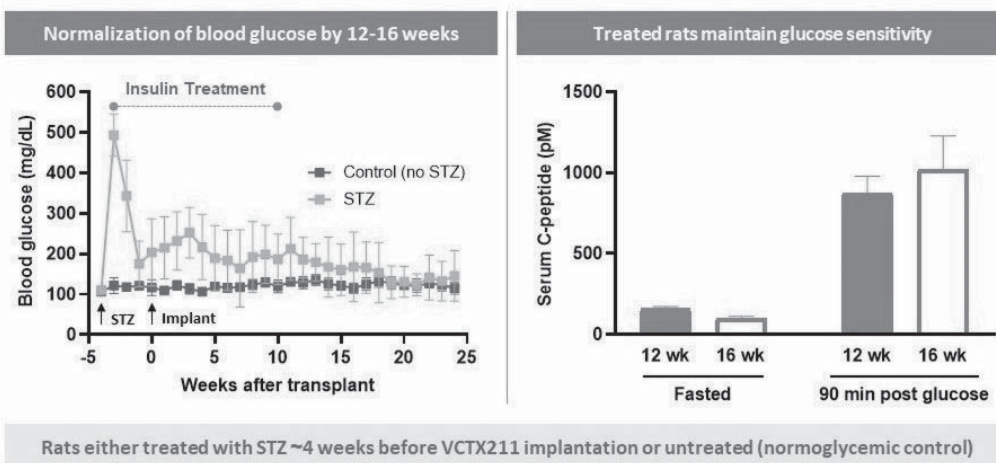 Normalization of blood glucose by 12-16 weeks
Blood glucose (mg/dL)
600
500
400
300
200
100
0
Insulin Treatment
Control (no STZ)
STZ
STZ
Implant
-5
0
5
10
15
20
25
Weeks after transplant
Treated rats maintain glucose sensitivity
Serum C-peptide (pM)
1500
1000
500
0
12 wk
16 wk
12 wk
16 wk
Fasted
90 min post glucose
Rats either treated with STZ ~4 weeks before VCTX211 implantation or untreated (normoglycemic control)